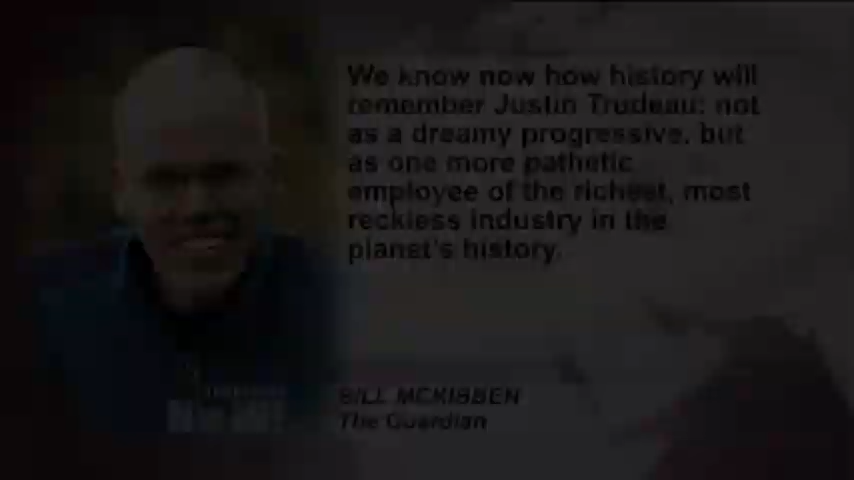 We know now how history will
remember Justin Trudeau: not
as a dreamy progressive, but
as one more pathetic
employee of the richest, most
reckless industry in the
planet's history.
BILL MCKIBBEN
The Guardian